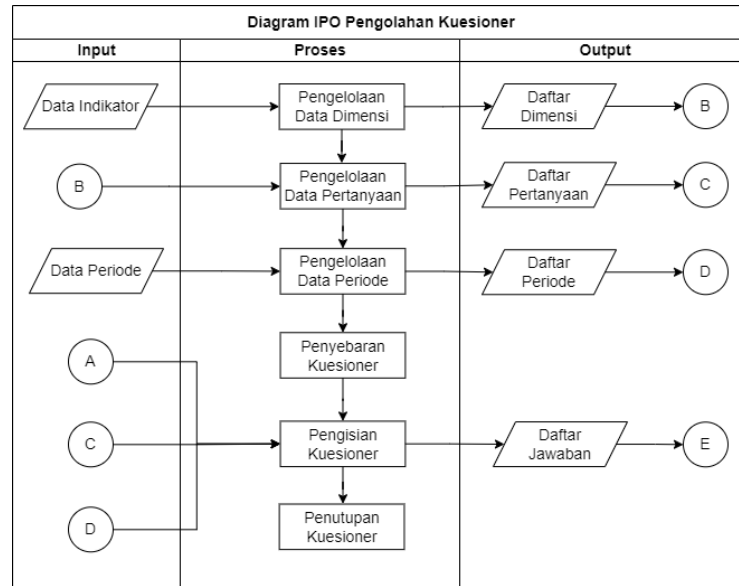 Diagram IPO Pengolahan Kuesioner
Input
Proses
Output
Data Indikator
Pengelolaan
Data Dimensi
Daftar
Dimensi
B
B
Pengelolaan
Data Pertanyaan
Daftar
Pertanyaan
C
Data Periode
Pengelolaan
Data Periode
Daftar
Periode
D
A
Penyebaran
Kuesioner
C
Pengisian
Kuesioner
Daftar
Jawaban
E
D
Penutupan
Kuesioner